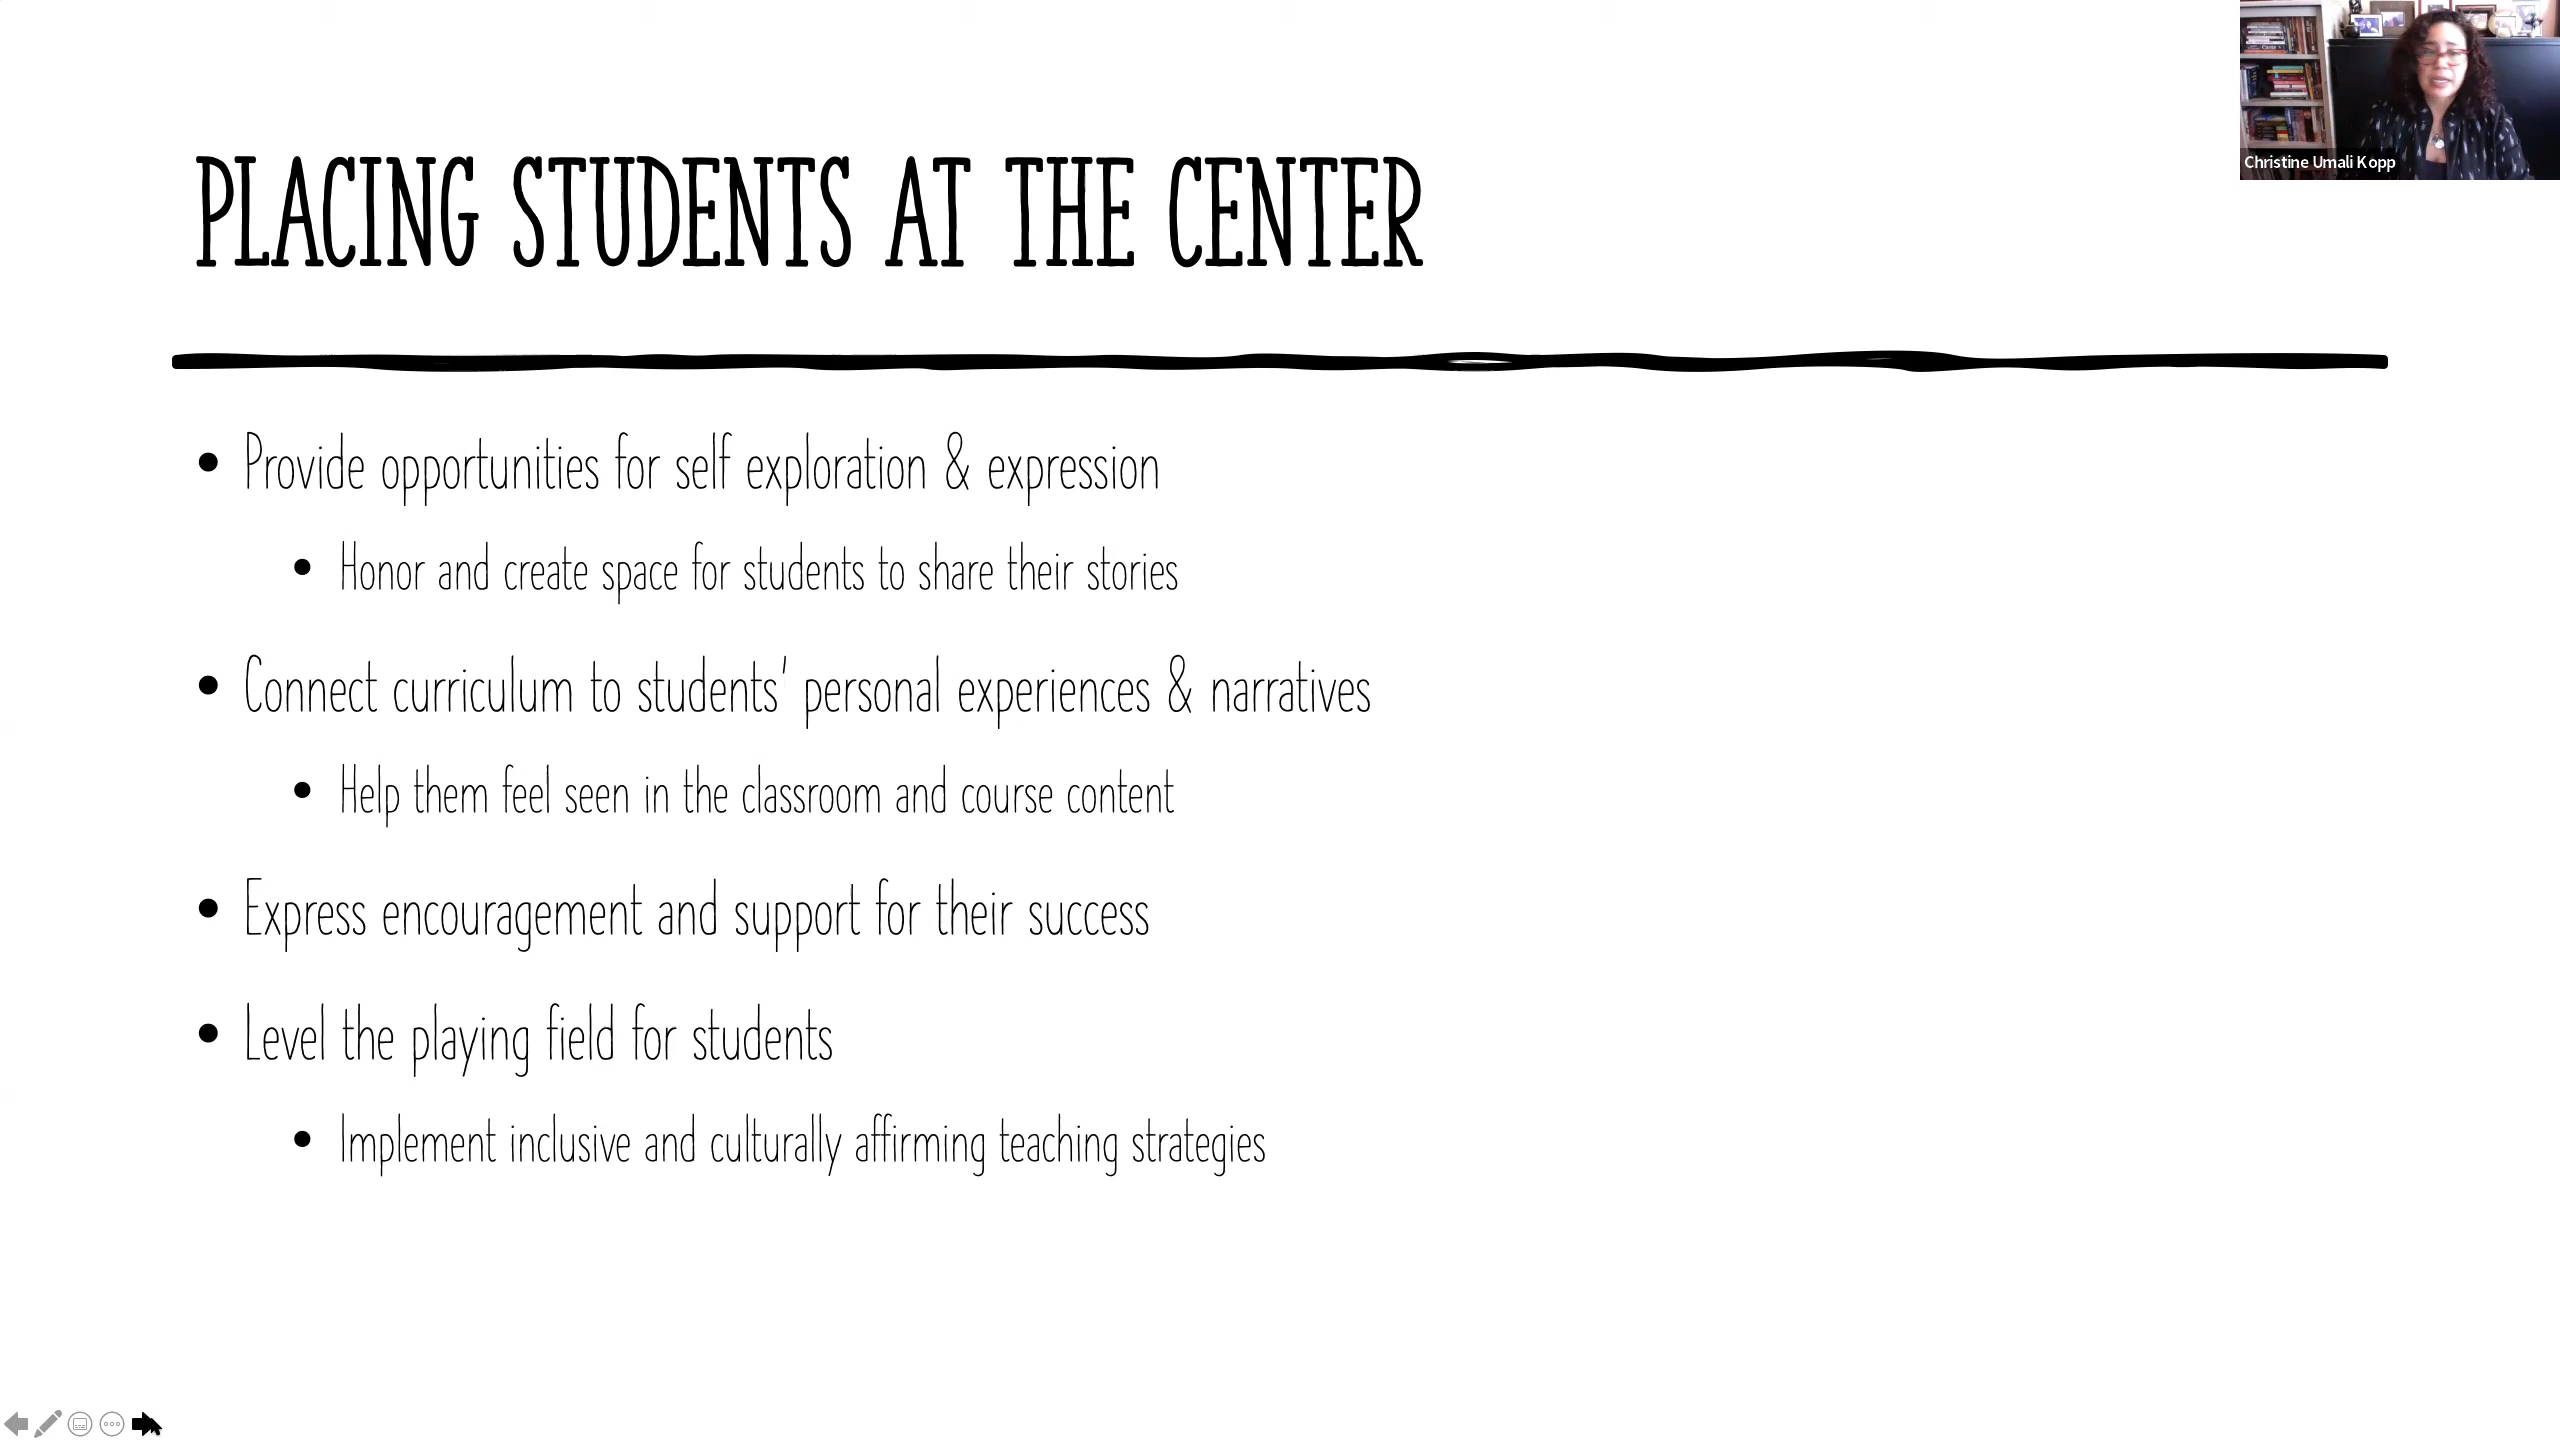 PLACING STUDENTS AT THE CENTER
Christine Umali Kopp
• Provide opportunities for self exploration & expression
• Honor and create space for students to share their stories
• Connect curriculum to students' personal experiences & narratives
• Help them feel seen in the classroom and course content
• Express encouragement and support for their success
• Level the playing field for students
• Implement inclusive and culturally affirming teaching strategies